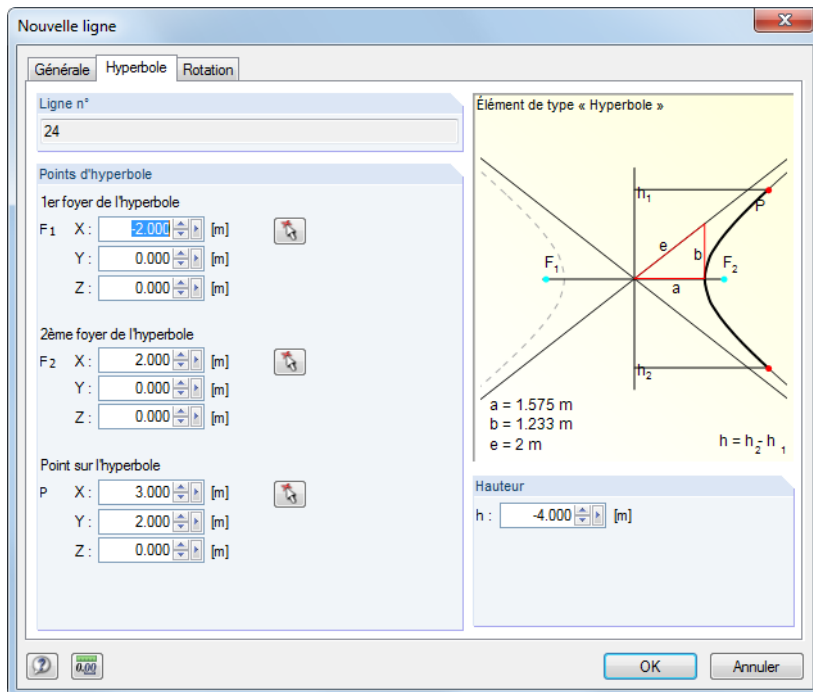 Nouvelle ligne
Générale
Hyperbole
Rotation
Ligne n°
24
Points d'hyperbole
1er foyer de l'hyperbole
F1 X : -2.000 [m]
Y : 0.000 [m]
Z : 0.000 [m]
2ème foyer de l'hyperbole
F2 X : 2.000 [m]
Y : 0.000 [m]
Z : 0.000 [m]
Point sur l'hyperbole
P X : 3.000 [m]
Y : 2.000 [m]
Z : 0.000 [m]
Élément de type « Hyperbole »
h1
P
e
b
F1
F2
a
h2
a = 1.575 m
b = 1.233 m
e = 2 m
h = h2 - h1
Hauteur
h : -4.000 [m]
0.00
OK
Annuler